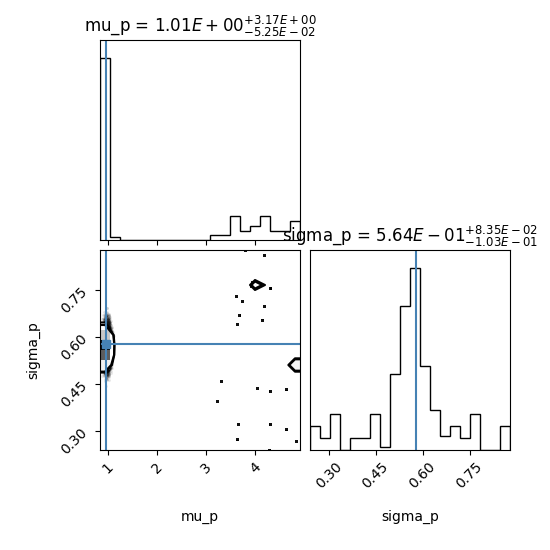 mu_p = 1.01E + 00^{+3.17E + 00}_{-5.25E - 02}
sigma_p = 5.64E - 01^{+8.35E - 02}_{-1.03E - 01}
sigma_p
0.75
0.60
0.45
0.30
1
2
3
4
mu_p
0.30
0.45
0.60
0.75
sigma_p